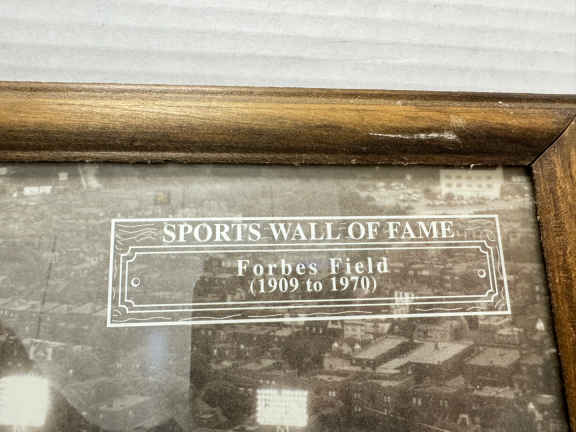 SPORTS WALL OF FAME
Forbes Field
(1909 to 1970)